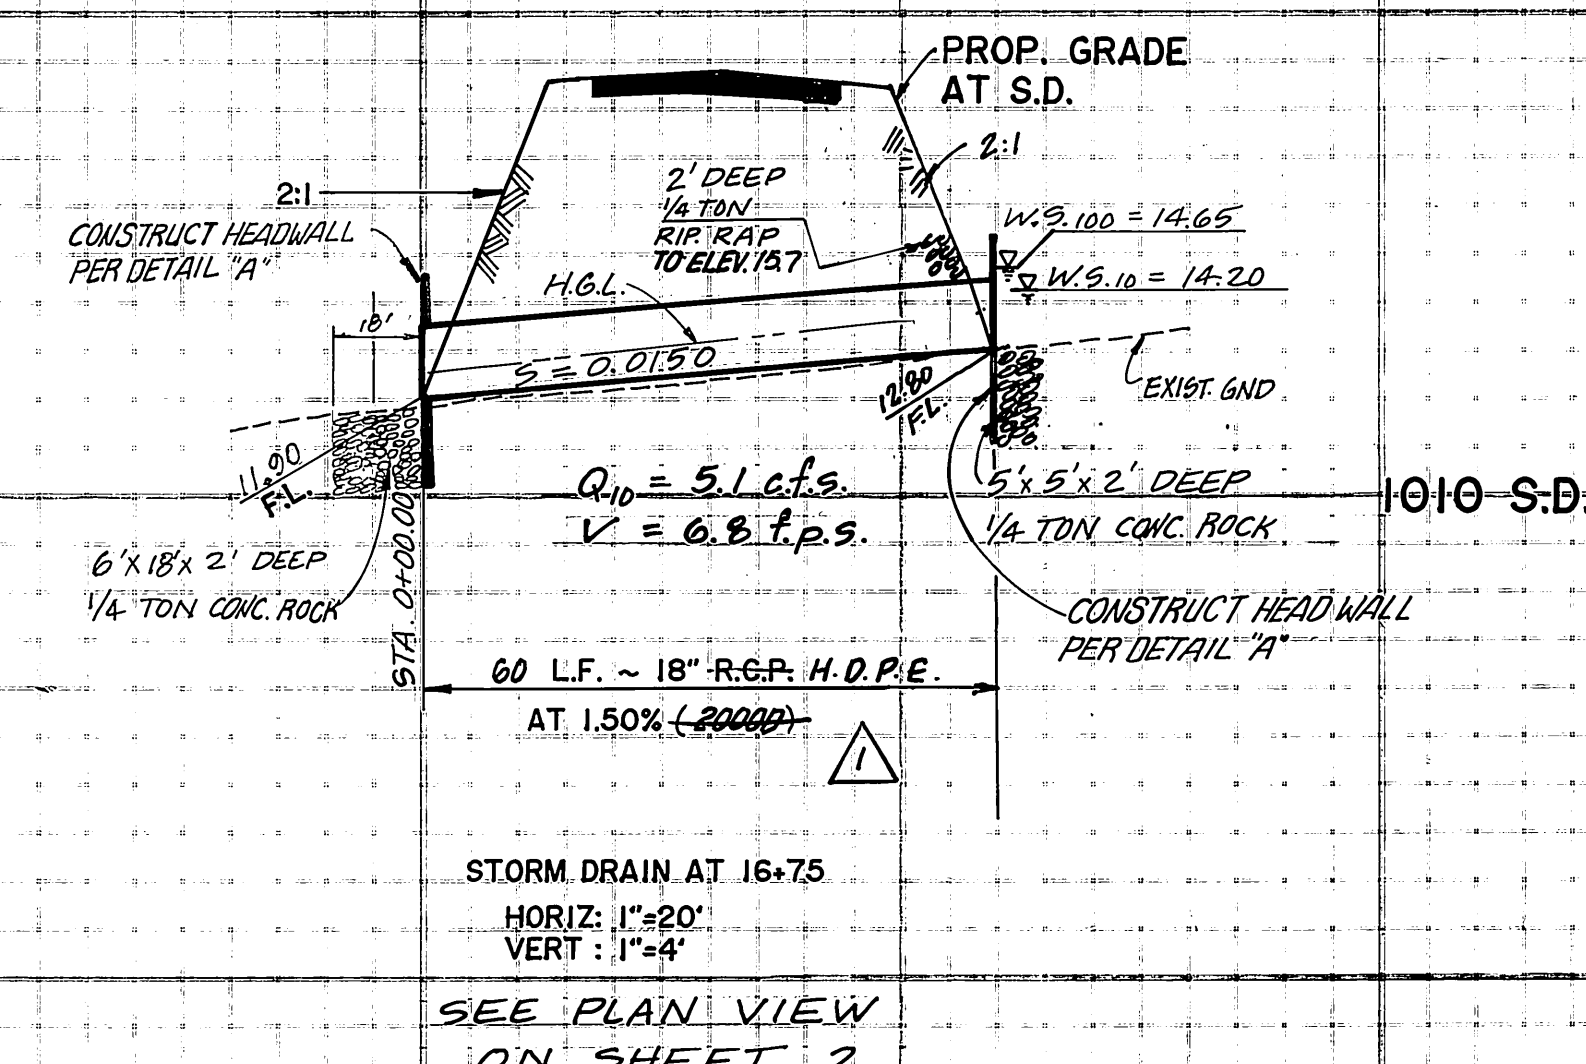 PROP. GRADE
AT S.D.
2:1
2:1
2' DEEP
1/4 TON
RIP. RAP
TO ELEV. 15.7
W.S.100 = 14.65
W.S.10 = 14.20
CONSTRUCT HEADWALL
PER DETAIL "A"
H.G.L.
18'
S = 0.0150
12.80
F.L.
EXIST. GND
11.90
F.L.
Q10 = 5.1 c.f.s.
V = 6.8 f.p.s.
5' x 5' x 2' DEEP
1/4 TON CONC. ROCK
1010 S.D.
6' X 18' x 2' DEEP
1/4 TON CONC. ROCK
STA. 0+00.00
CONSTRUCT HEADWALL
PER DETAIL "A"
60 L.F. ~ 18" R.C.P. H.D.P.E.
AT 1.50% (2000D)
1
STORM DRAIN AT 16+75
HORIZ: 1"=20'
VERT : 1"=4'
SEE PLAN VIEW
ON SHEET 2